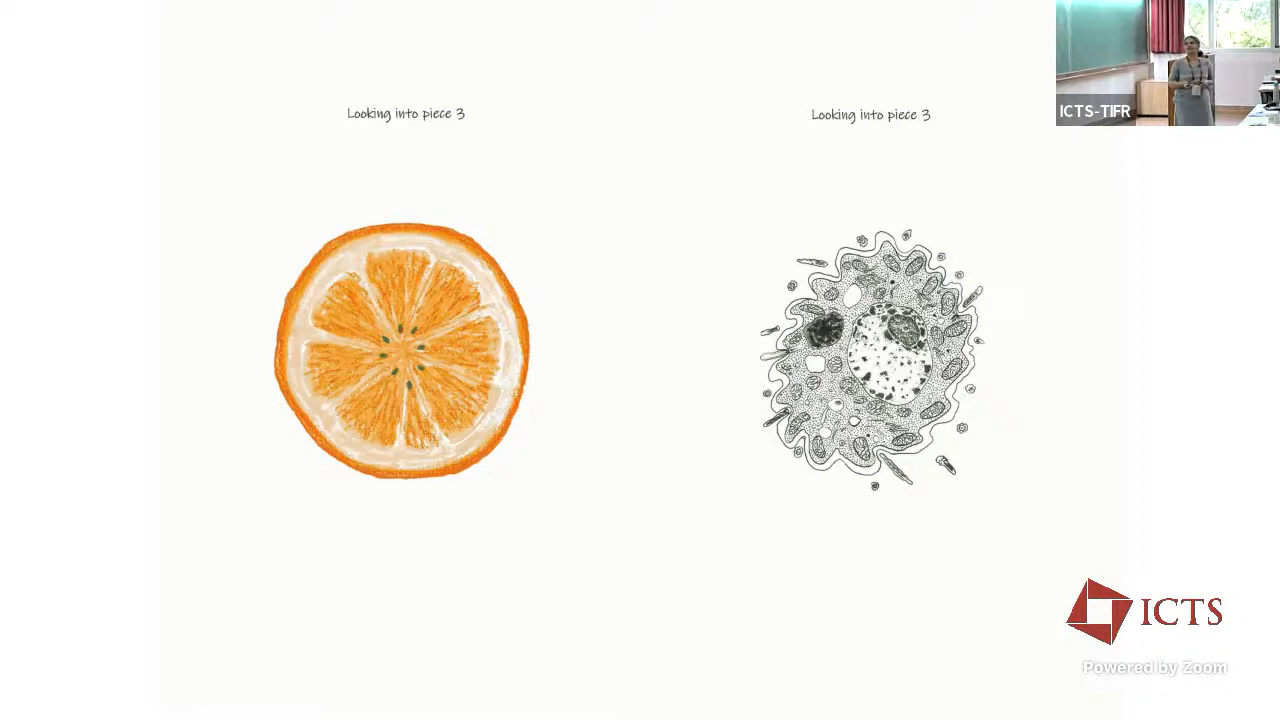 Looking into piece 3
Looking into piece 3
ICTS-TIFR
ICTS
Powered by Zoom